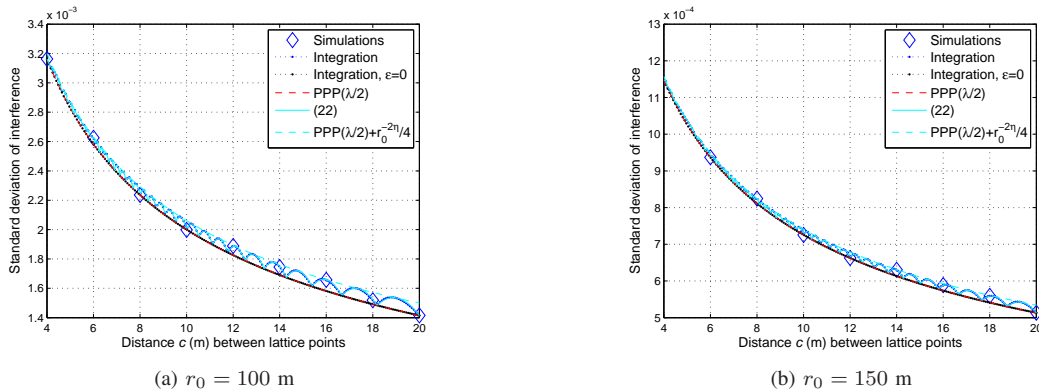 x 10⁻³
3.4
3.2
3
2.8
2.6
2.4
2.2
2
1.8
1.6
1.4
Standard deviation of interference
4 6 8 10 12 14 16 18 20
Distance c (m) between lattice points
Simulations
Integration
Integration, ε=0
PPP(λ/2)
(22)
PPP(λ/2)+r₀⁻²ᵑ/4
(a) r₀ = 100 m
x 10⁻⁴
13
12
11
10
9
8
7
6
5
Standard deviation of interference
4 6 8 10 12 14 16 18 20
Distance c (m) between lattice points
Simulations
Integration
Integration, ε=0
PPP(λ/2)
(22)
PPP(λ/2)+r₀⁻²ᵑ/4
(b) r₀ = 150 m